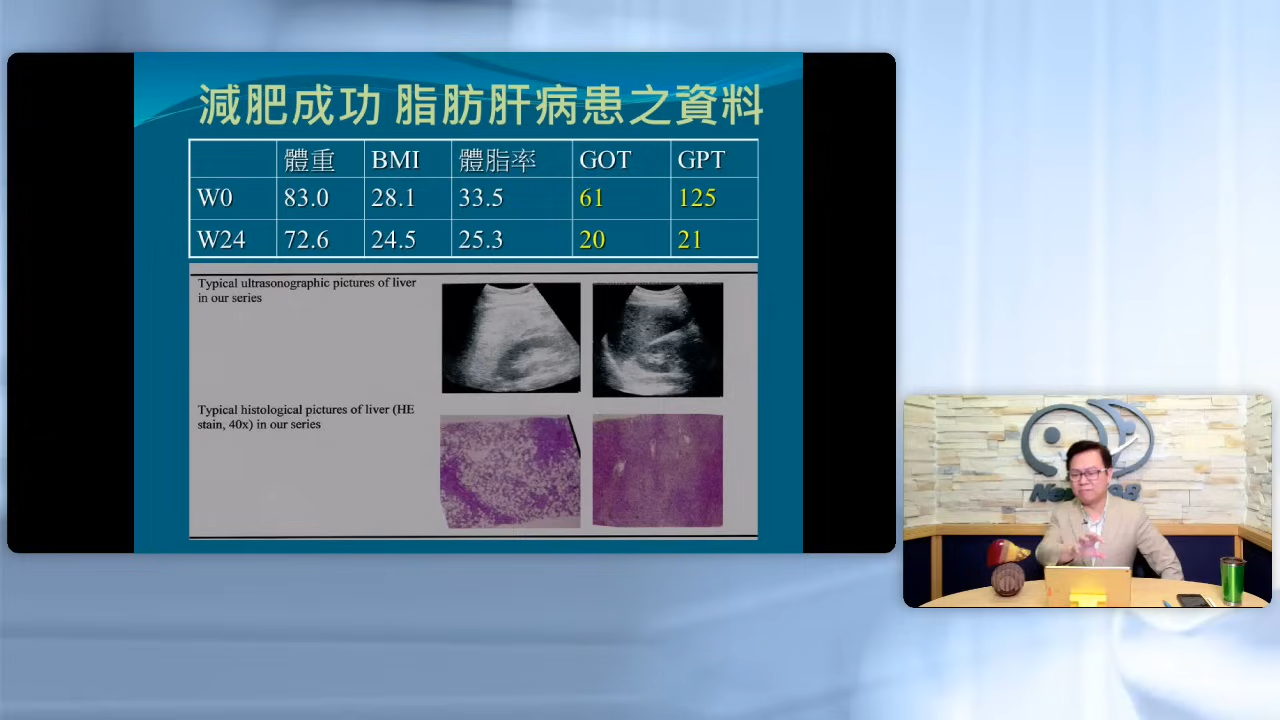 減肥成功 脂肪肝病患之資料
體重 BMI 體脂率 GOT GPT
W0 83.0 28.1 33.5 61 125
W24 72.6 24.5 25.3 20 21
Typical ultrasonographic pictures of liver
in our series
Typical histological pictures of liver (HE
stain, 40x) in our series